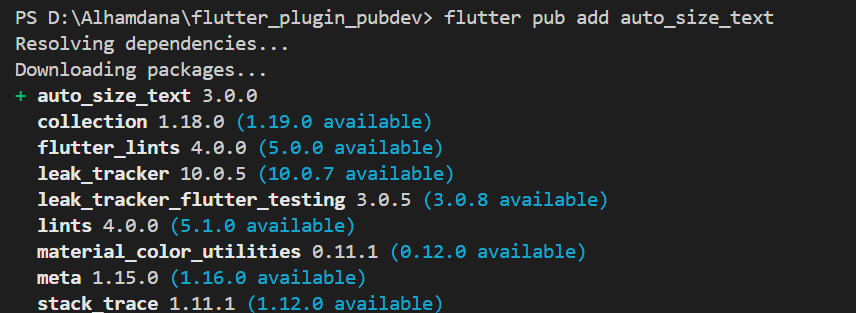 PS D:\Alhamdana\flutter_plugin_pubdev> flutter pub add auto_size_text
Resolving dependencies...
Downloading packages...
+ auto_size_text 3.0.0
collection 1.18.0 (1.19.0 available)
flutter_lints 4.0.0 (5.0.0 available)
leak_tracker 10.0.5 (10.0.7 available)
leak_tracker_flutter_testing 3.0.5 (3.0.8 available)
lints 4.0.0 (5.1.0 available)
material_color_utilities 0.11.1 (0.12.0 available)
meta 1.15.0 (1.16.0 available)
stack_trace 1.11.1 (1.12.0 available)